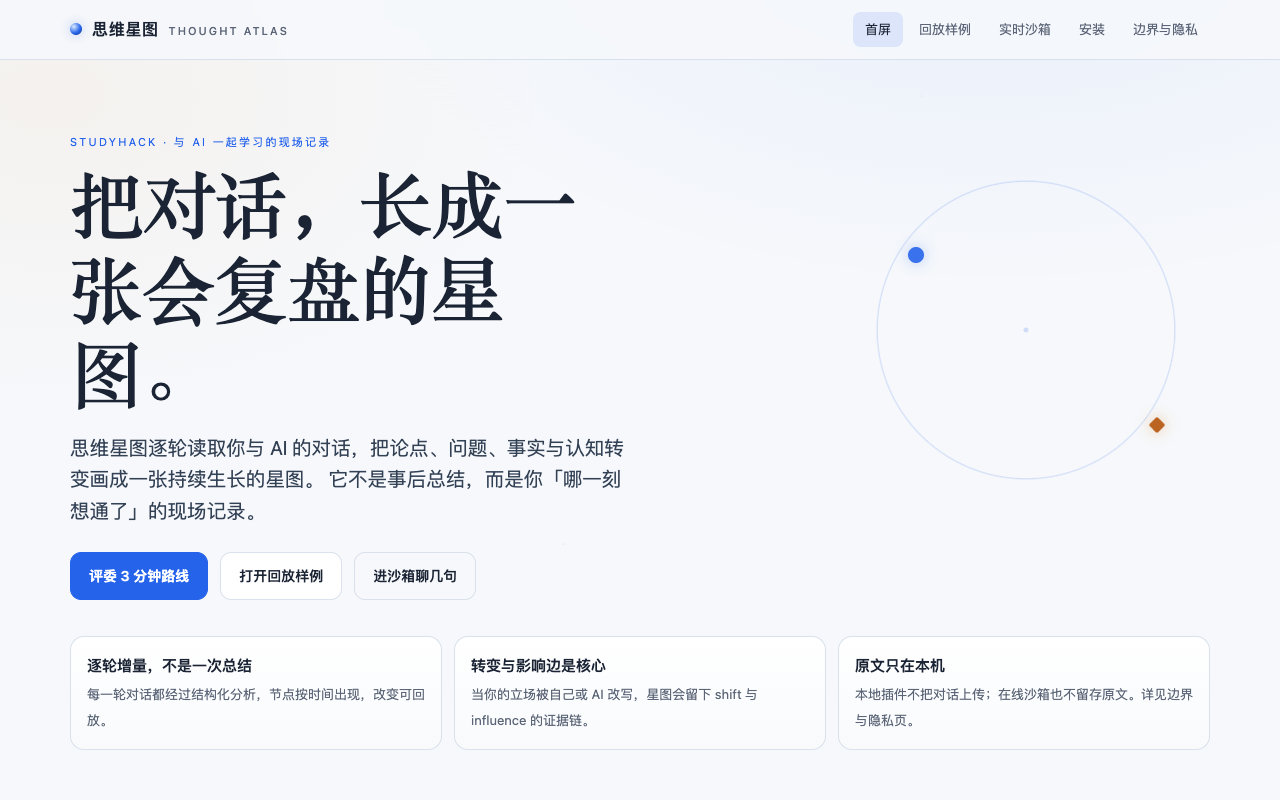 思维星图 THOUGHT ATLAS
首屏 回放样例 实时沙箱 安装 边界与隐私
STUDYHACK · 与 AI 一起学习的现场记录
把对话，长成一
张会复盘的星
图。
思维星图逐轮读取你与 AI 的对话，把论点、问题、事实与认知转
变画成一张持续生长的星图。 它不是事后总结，而是你「哪一刻
想通了」的现场记录。
评委 3 分钟路线 打开回放样例 进沙箱聊几句
逐轮增量，不是一次总结
每一轮对话都经过结构化分析，节点按时间出现，改变可回
放。
转变与影响边是核心
当你的立场被自己或 AI 改写，星图会留下 shift 与
influence 的证据链。
原文只在本机
本地插件不把对话上传；在线沙箱也不留存原文。详见边界
与隐私页。